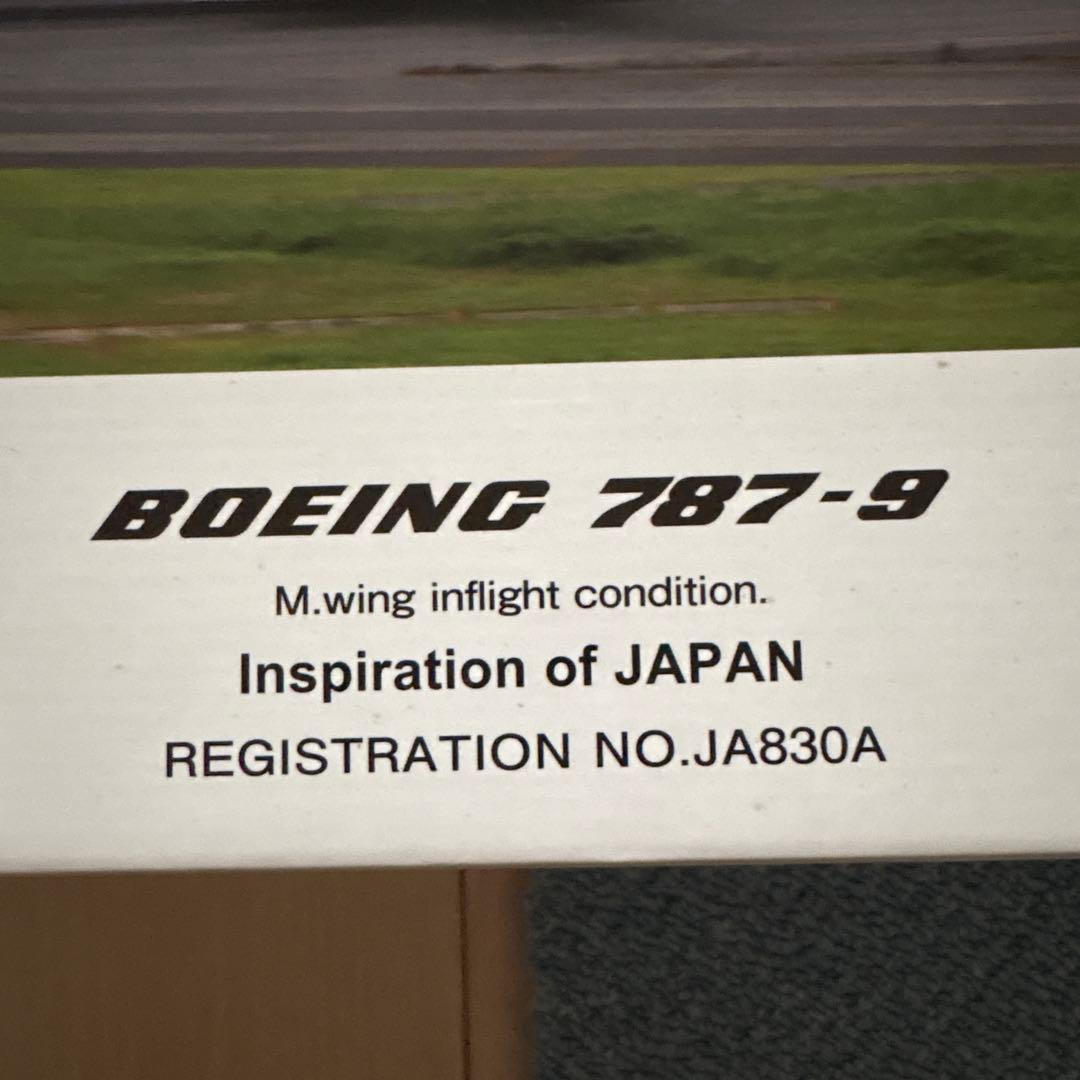 BOEING 787-9
M.wing inflight condition.
Inspiration of JAPAN
REGISTRATION NO.JA830A